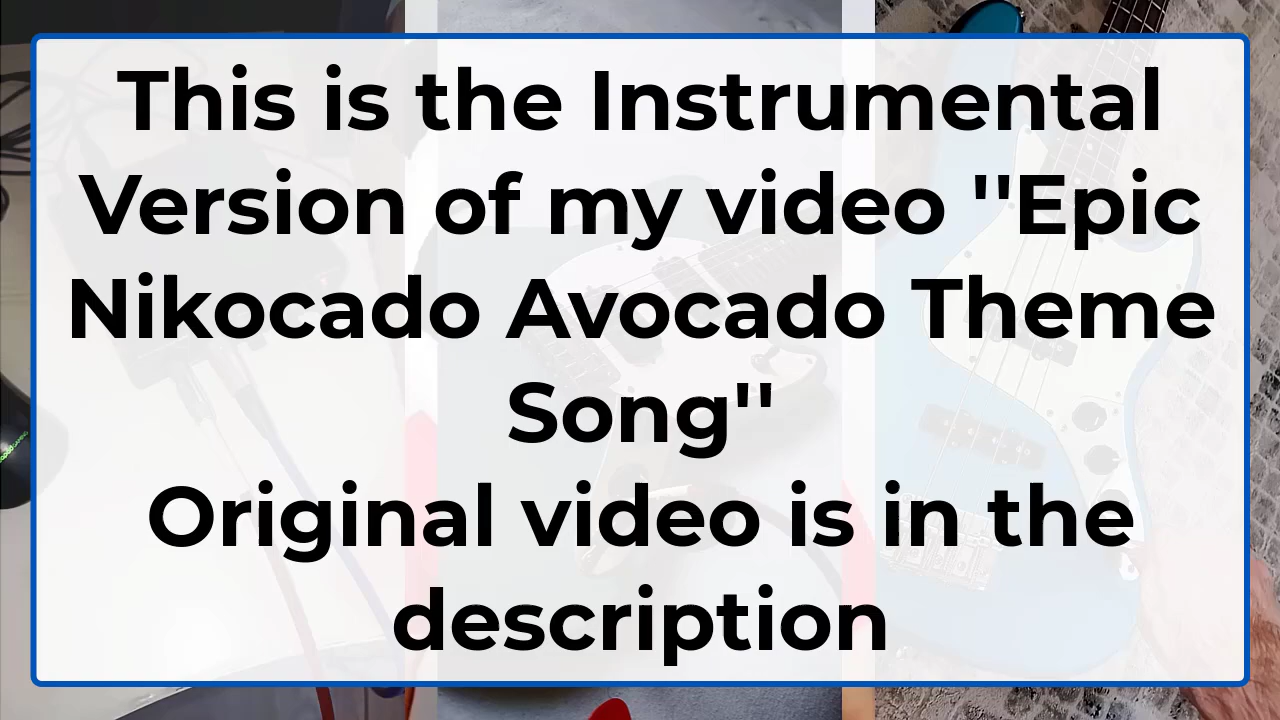 This is the Instrumental
Version of my video ''Epic
Nikocado Avocado Theme
Song''
Original video is in the
description